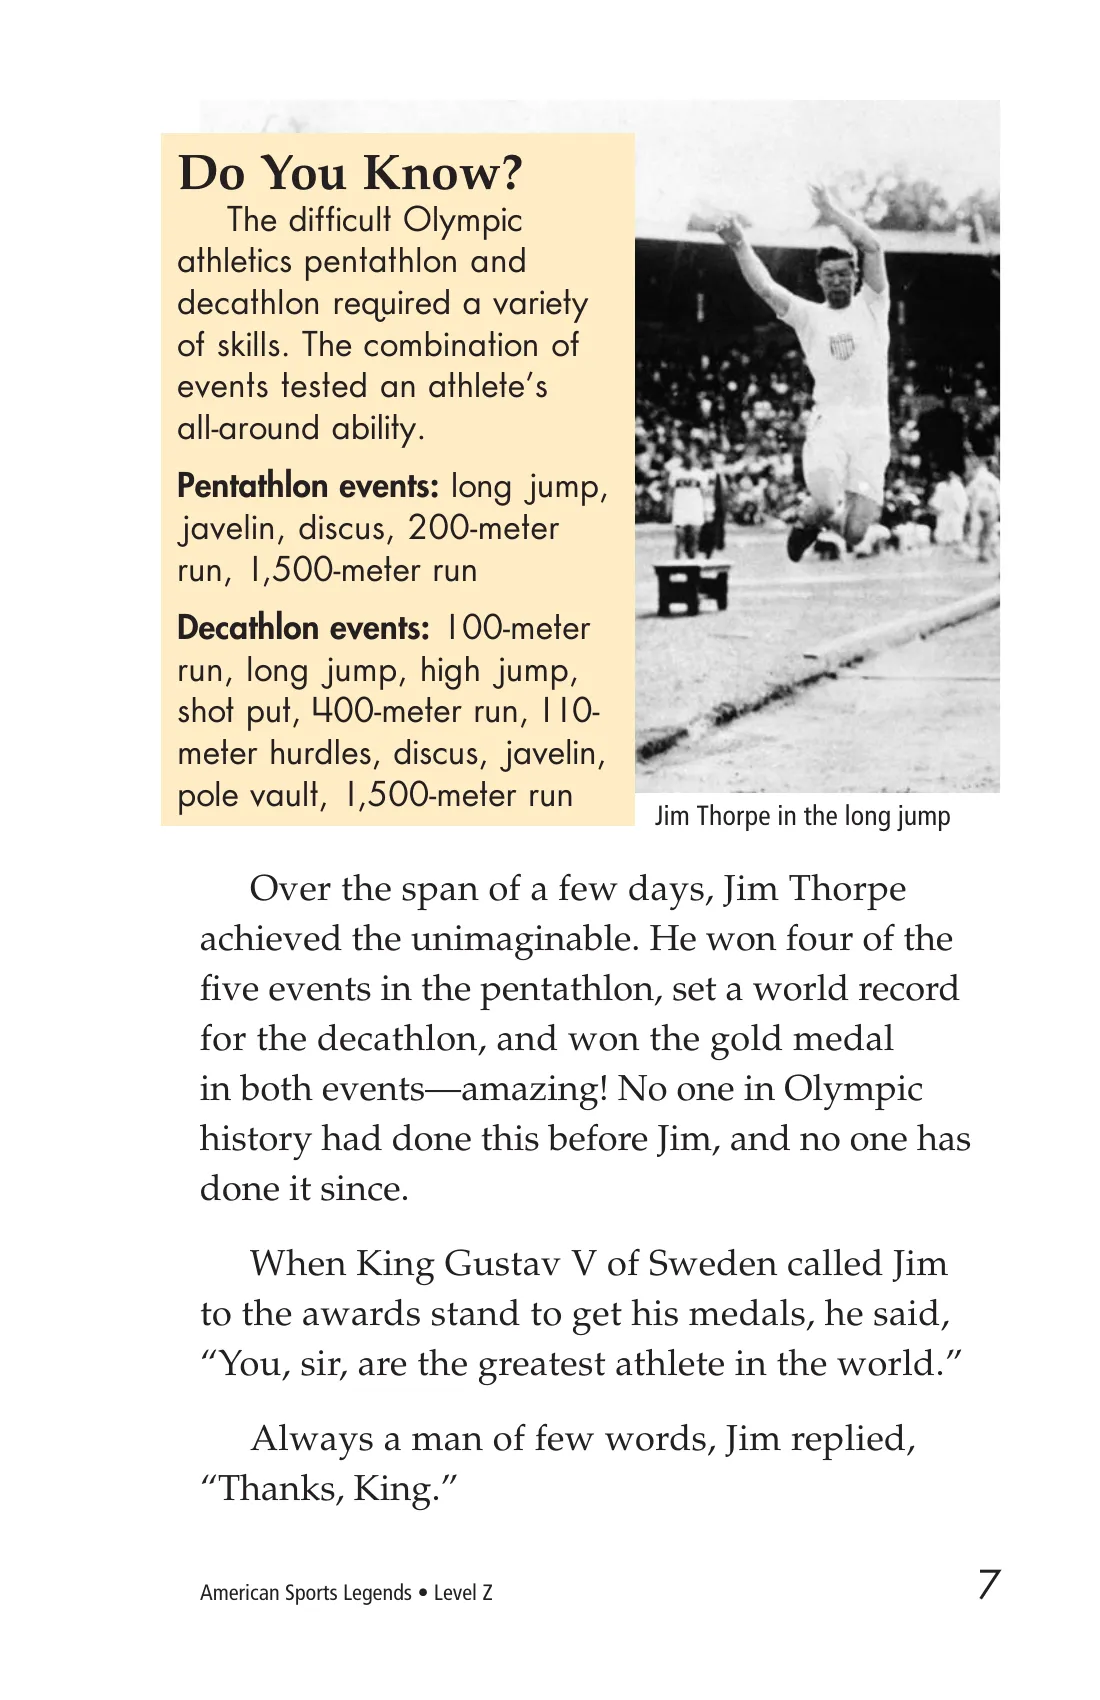 Do You Know?
The difficult Olympic
athletics pentathlon and
decathlon required a variety
of skills. The combination of
events tested an athlete’s
all-around ability.
Pentathlon events: long jump,
javelin, discus, 200-meter
run, 1,500-meter run
Decathlon events: 100-meter
run, long jump, high jump,
shot put, 400-meter run, 110-
meter hurdles, discus, javelin,
pole vault, 1,500-meter run
Jim Thorpe in the long jump
Over the span of a few days, Jim Thorpe
achieved the unimaginable. He won four of the
five events in the pentathlon, set a world record
for the decathlon, and won the gold medal
in both events—amazing! No one in Olympic
history had done this before Jim, and no one has
done it since.
When King Gustav V of Sweden called Jim
to the awards stand to get his medals, he said,
“You, sir, are the greatest athlete in the world.”
Always a man of few words, Jim replied,
“Thanks, King.”
American Sports Legends • Level Z
7